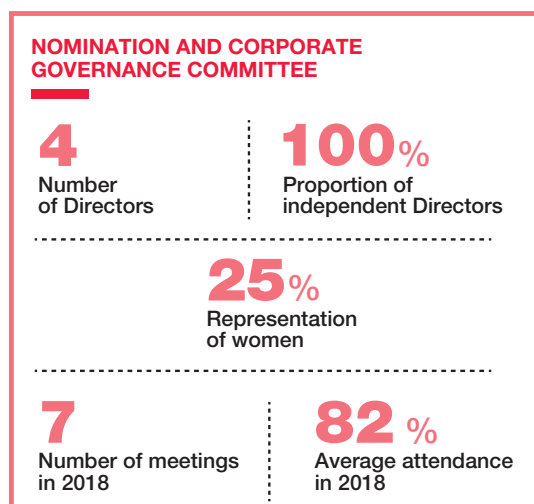 NOMINATION AND CORPORATE
GOVERNANCE COMMITTEE
4
Number
of Directors
100%
Proportion of
independent Directors
25%
Representation
of women
7
Number of meetings
in 2018
82 %
Average attendance
in 2018